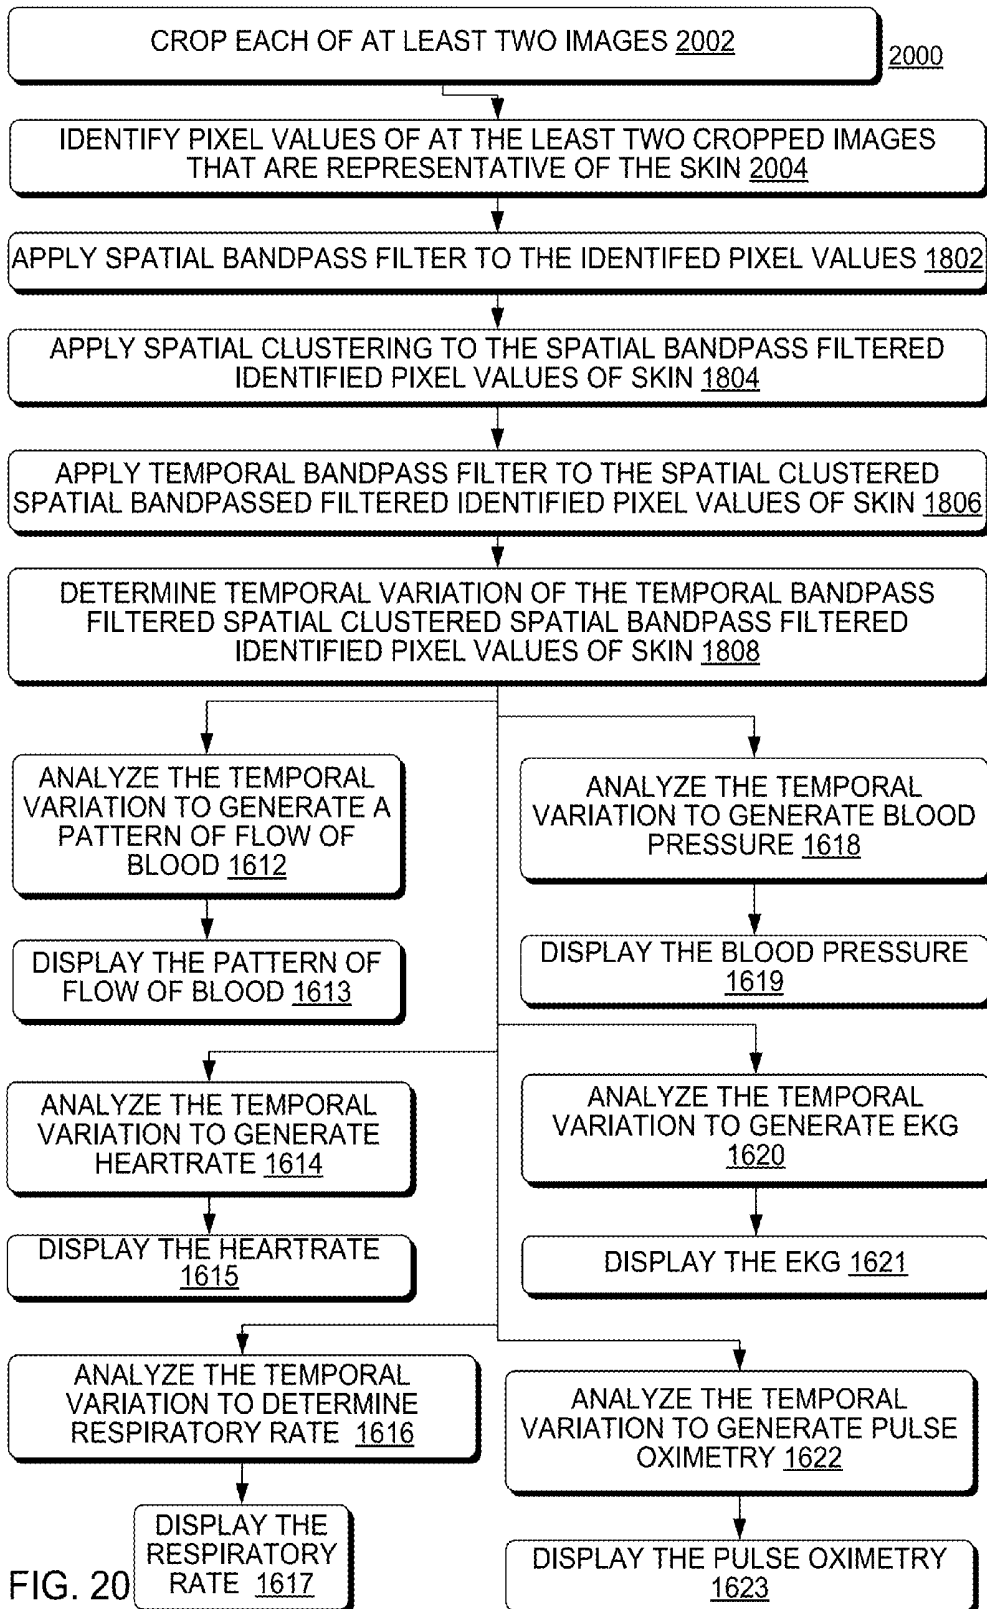 CROP EACH OF AT LEAST TWO IMAGES 2002
2000
IDENTIFY PIXEL VALUES OF AT THE LEAST TWO CROPPED IMAGES
THAT ARE REPRESENTATIVE OF THE SKIN 2004
APPLY SPATIAL BANDPASS FILTER TO THE IDENTIFED PIXEL VALUES 1802
APPLY SPATIAL CLUSTERING TO THE SPATIAL BANDPASS FILTERED
IDENTIFIED PIXEL VALUES OF SKIN 1804
APPLY TEMPORAL BANDPASS FILTER TO THE SPATIAL CLUSTERED
SPATIAL BANDPASSED FILTERED IDENTIFIED PIXEL VALUES OF SKIN 1806
DETERMINE TEMPORAL VARIATION OF THE TEMPORAL BANDPASS
FILTERED SPATIAL CLUSTERED SPATIAL BANDPASS FILTERED
IDENTIFIED PIXEL VALUES OF SKIN 1808
ANALYZE THE TEMPORAL
VARIATION TO GENERATE A
PATTERN OF FLOW OF
BLOOD 1612
ANALYZE THE TEMPORAL
VARIATION TO GENERATE BLOOD
PRESSURE 1618
DISPLAY THE PATTERN OF
FLOW OF BLOOD 1613
DISPLAY THE BLOOD PRESSURE
1619
ANALYZE THE TEMPORAL
VARIATION TO GENERATE
HEARTRATE 1614
ANALYZE THE TEMPORAL
VARIATION TO GENERATE EKG
1620
DISPLAY THE HEARTRATE
1615
DISPLAY THE EKG 1621
ANALYZE THE TEMPORAL
VARIATION TO DETERMINE
RESPIRATORY RATE 1616
ANALYZE THE TEMPORAL
VARIATION TO GENERATE PULSE
OXIMETRY 1622
DISPLAY THE
RESPIRATORY
RATE 1617
DISPLAY THE PULSE OXIMETRY
1623
FIG. 20